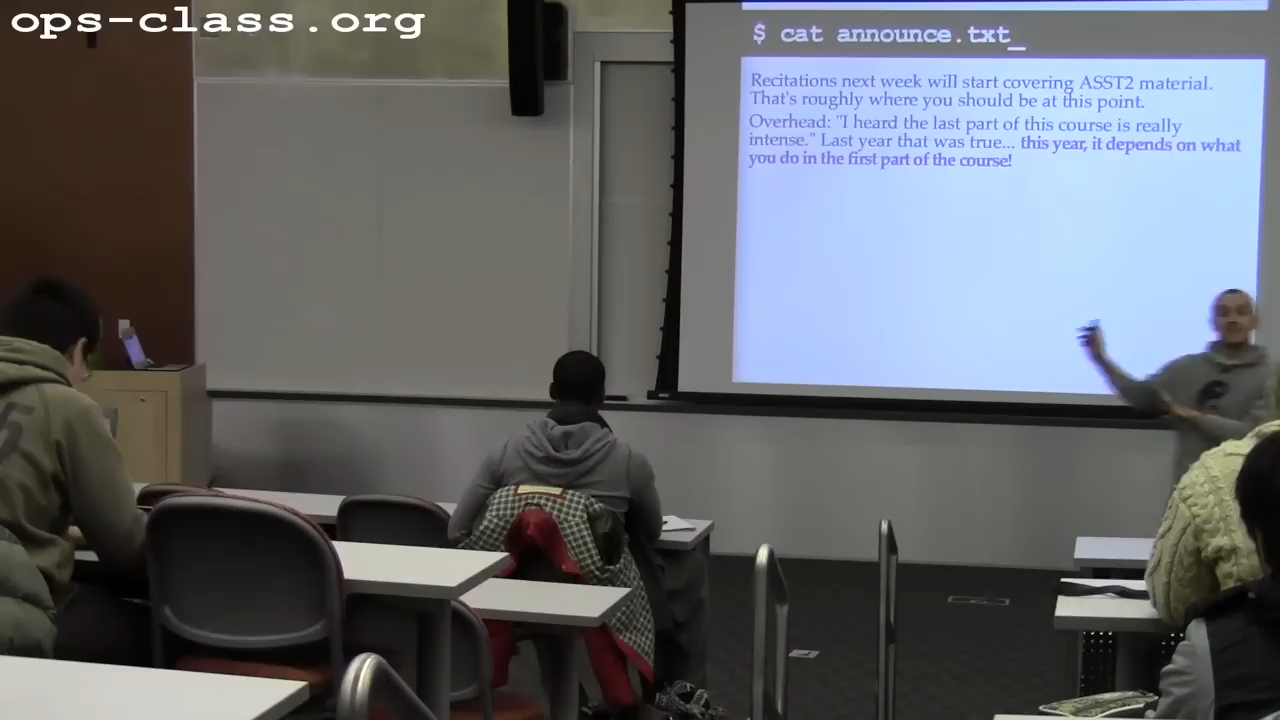 ops-class.org
$ cat announce.txt_
Recitations next week will start covering ASST2 material.
That's roughly where you should be at this point.
Overhead: "I heard the last part of this course is really
intense." Last year that was true... this year, it depends on what
you do in the first part of the course!
5